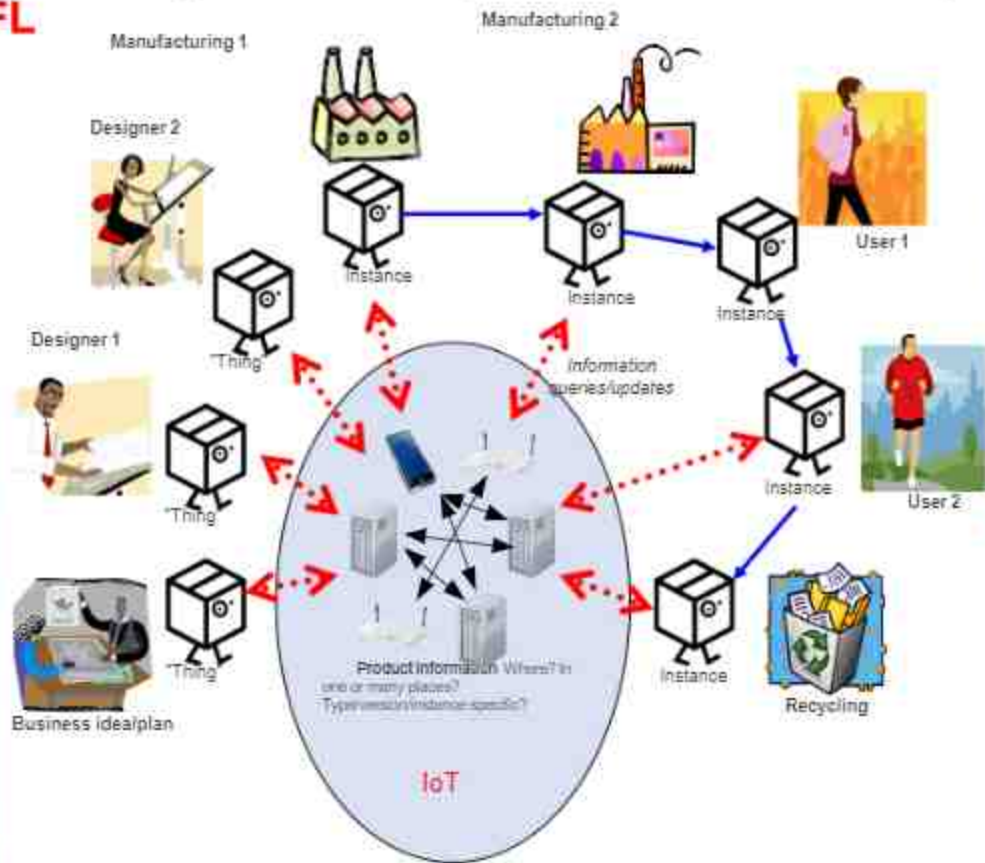 FL
Manufacturing 2
Manufacturing 1
Designer 2
User 1
Instance
Instance
Instance
Designer 1
"Thing"
Information
queries/updates
Instance
User 2
"Thing"
"Thing"
Product Information Where? In
one or many places?
Type/version/instance-specific?
Instance
Recycling
Business idea/plan
IoT